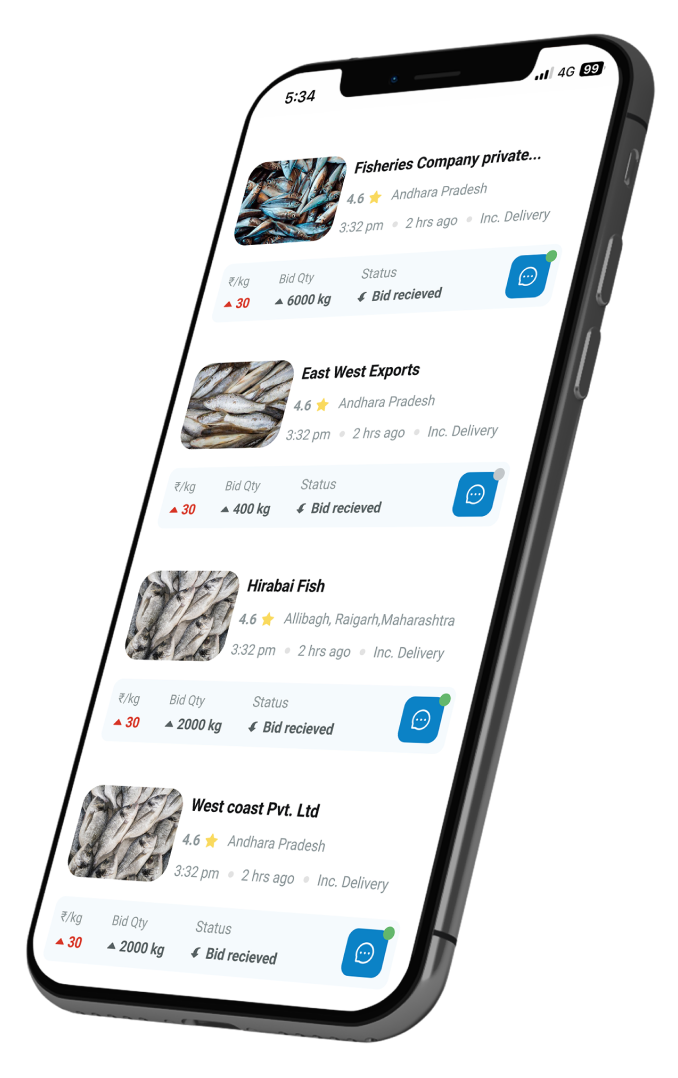 5:34
4G 99
Fisheries Company private...
4.6 Andhara Pradesh
3:32 pm 2 hrs ago Inc. Delivery
₹/kg Bid Qty Status
30 6000 kg Bid recieved
East West Exports
4.6 Andhara Pradesh
3:32 pm 2 hrs ago Inc. Delivery
₹/kg Bid Qty Status
30 400 kg Bid recieved
Hirabai Fish
4.6 Allibagh, Raigarh,Maharashtra
3:32 pm 2 hrs ago Inc. Delivery
₹/kg Bid Qty Status
30 2000 kg Bid recieved
West coast Pvt. Ltd
4.6 Andhara Pradesh
3:32 pm 2 hrs ago Inc. Delivery
₹/kg Bid Qty Status
30 2000 kg Bid recieved